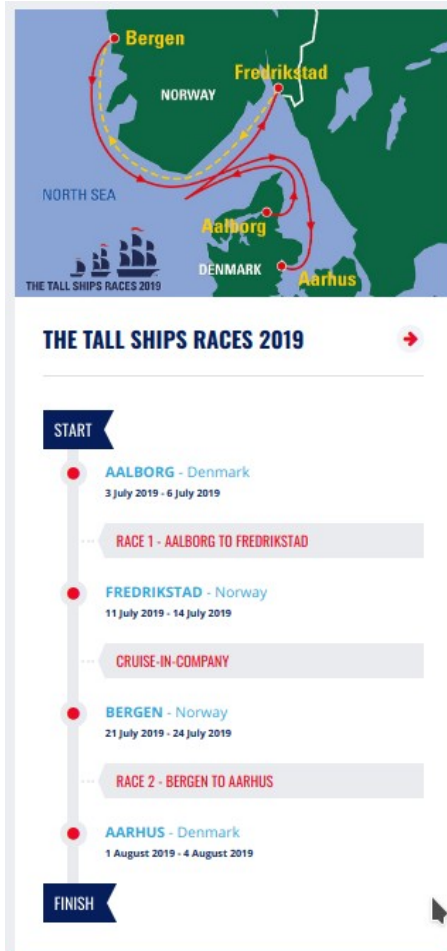 Bergen
Fredrikstad
NORWAY
NORTH SEA
Aalborg
DENMARK
Aarhus
THE TALL SHIPS RACES 2019
THE TALL SHIPS RACES 2019
START
AALBORG - Denmark
3 July 2019 - 6 July 2019
RACE 1 - AALBORG TO FREDRIKSTAD
FREDRIKSTAD - Norway
11 July 2019 - 14 July 2019
CRUISE-IN-COMPANY
BERGEN - Norway
21 July 2019 - 24 July 2019
RACE 2 - BERGEN TO AARHUS
AARHUS - Denmark
1 August 2019 - 4 August 2019
FINISH